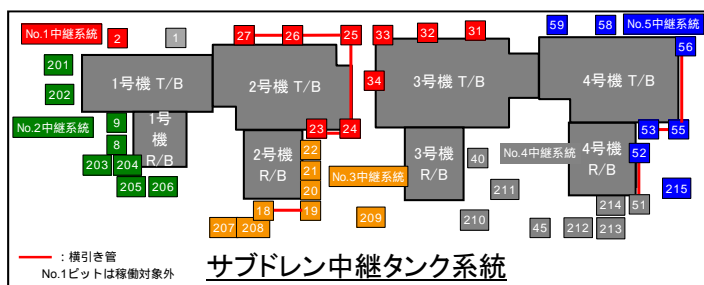 No.1中継系統
2
1
27
26
25
33
32
31
59
58
No.5中継系統
56
201
202
1号機 T/B
2号機 T/B
34
3号機 T/B
4号機 T/B
No.2中継系統
9
8
1号
機
R/B
23
24
53
55
203
204
205
206
2号機
R/B
22
21
20
No.3中継系統
3号機
R/B
40
No.4中継系統
4号機
R/B
52
211
215
18
19
207
208
209
210
45
212
213
214
51
:横引き管
No.1ピットは稼働対象外
サブドレン中継タンク系統